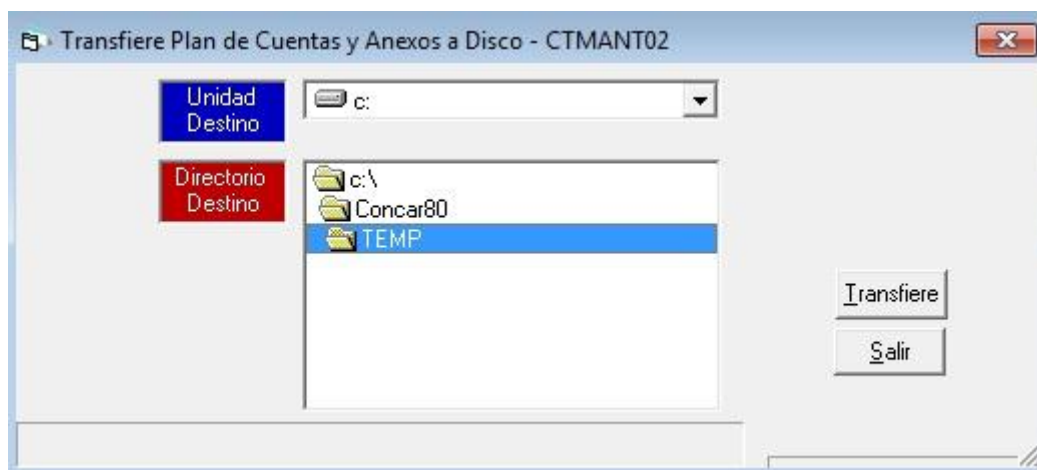 Transfiere Plan de Cuentas y Anexos a Disco - CTMANT02
Unidad
Destino
c:
Directorio
Destino
c:\
Concar80
TEMP
Transfiere
Salir